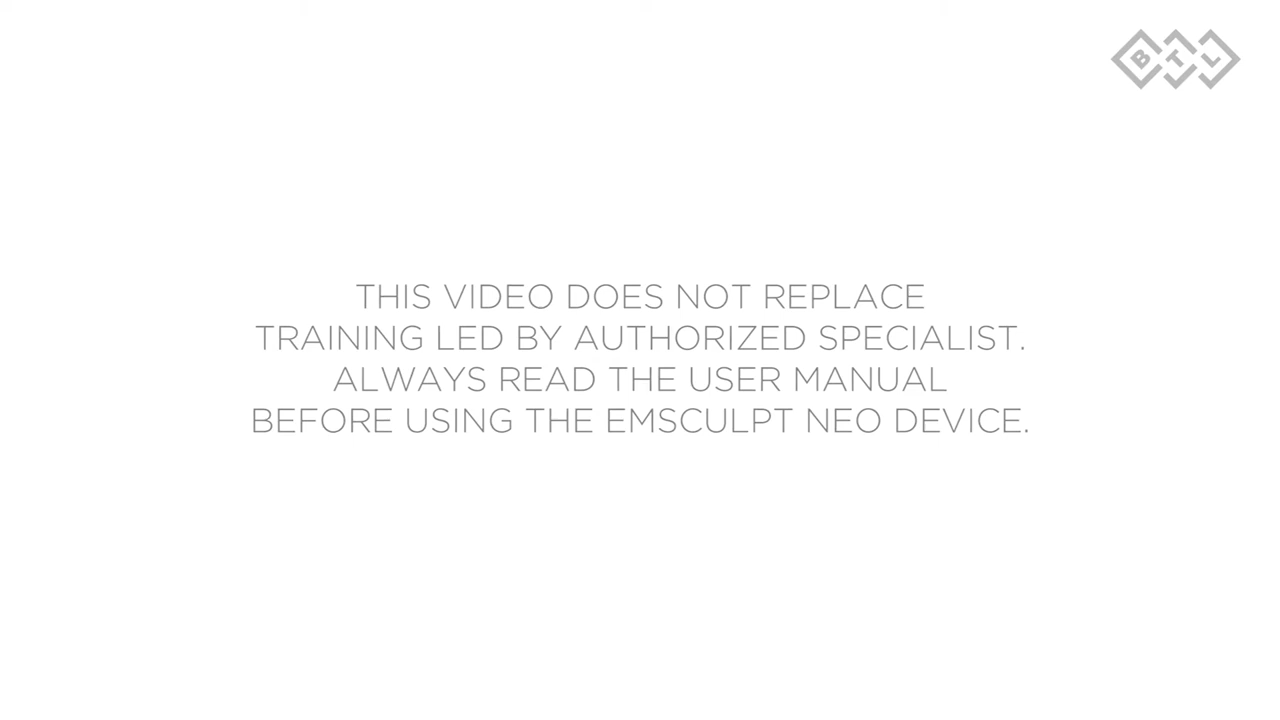 BTL
THIS VIDEO DOES NOT REPLACE
TRAINING LED BY AUTHORIZED SPECIALIST.
ALWAYS READ THE USER MANUAL
BEFORE USING THE EMSCULPT NEO DEVICE.